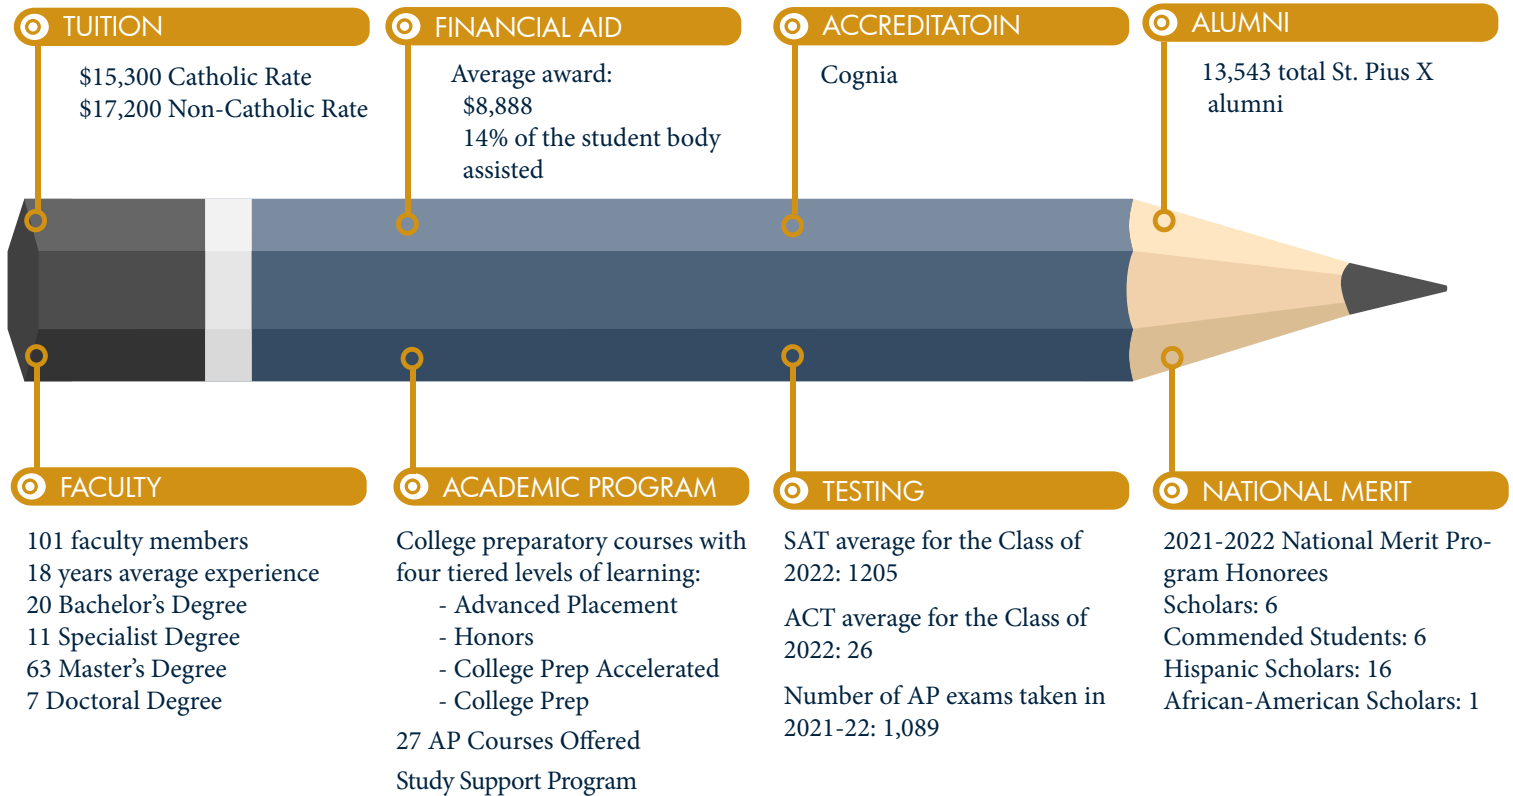 TUITION
$15,300 Catholic Rate
$17,200 Non-Catholic Rate
FINANCIAL AID
Average award:
$8,888
14% of the student body
assisted
ACCREDITATOIN
Cognia
ALUMNI
13,543 total St. Pius X
alumni
FACULTY
101 faculty members
18 years average experience
20 Bachelor's Degree
11 Specialist Degree
63 Master's Degree
7 Doctoral Degree
ACADEMIC PROGRAM
College preparatory courses with
four tiered levels of learning:
- Advanced Placement
- Honors
- College Prep Accelerated
- College Prep
27 AP Courses Offered
Study Support Program
TESTING
SAT average for the Class of
2022: 1205
ACT average for the Class of
2022: 26
Number of AP exams taken in
2021-22: 1,089
NATIONAL MERIT
2021-2022 National Merit Pro-
gram Honorees
Scholars: 6
Commended Students: 6
Hispanic Scholars: 16
African-American Scholars: 1